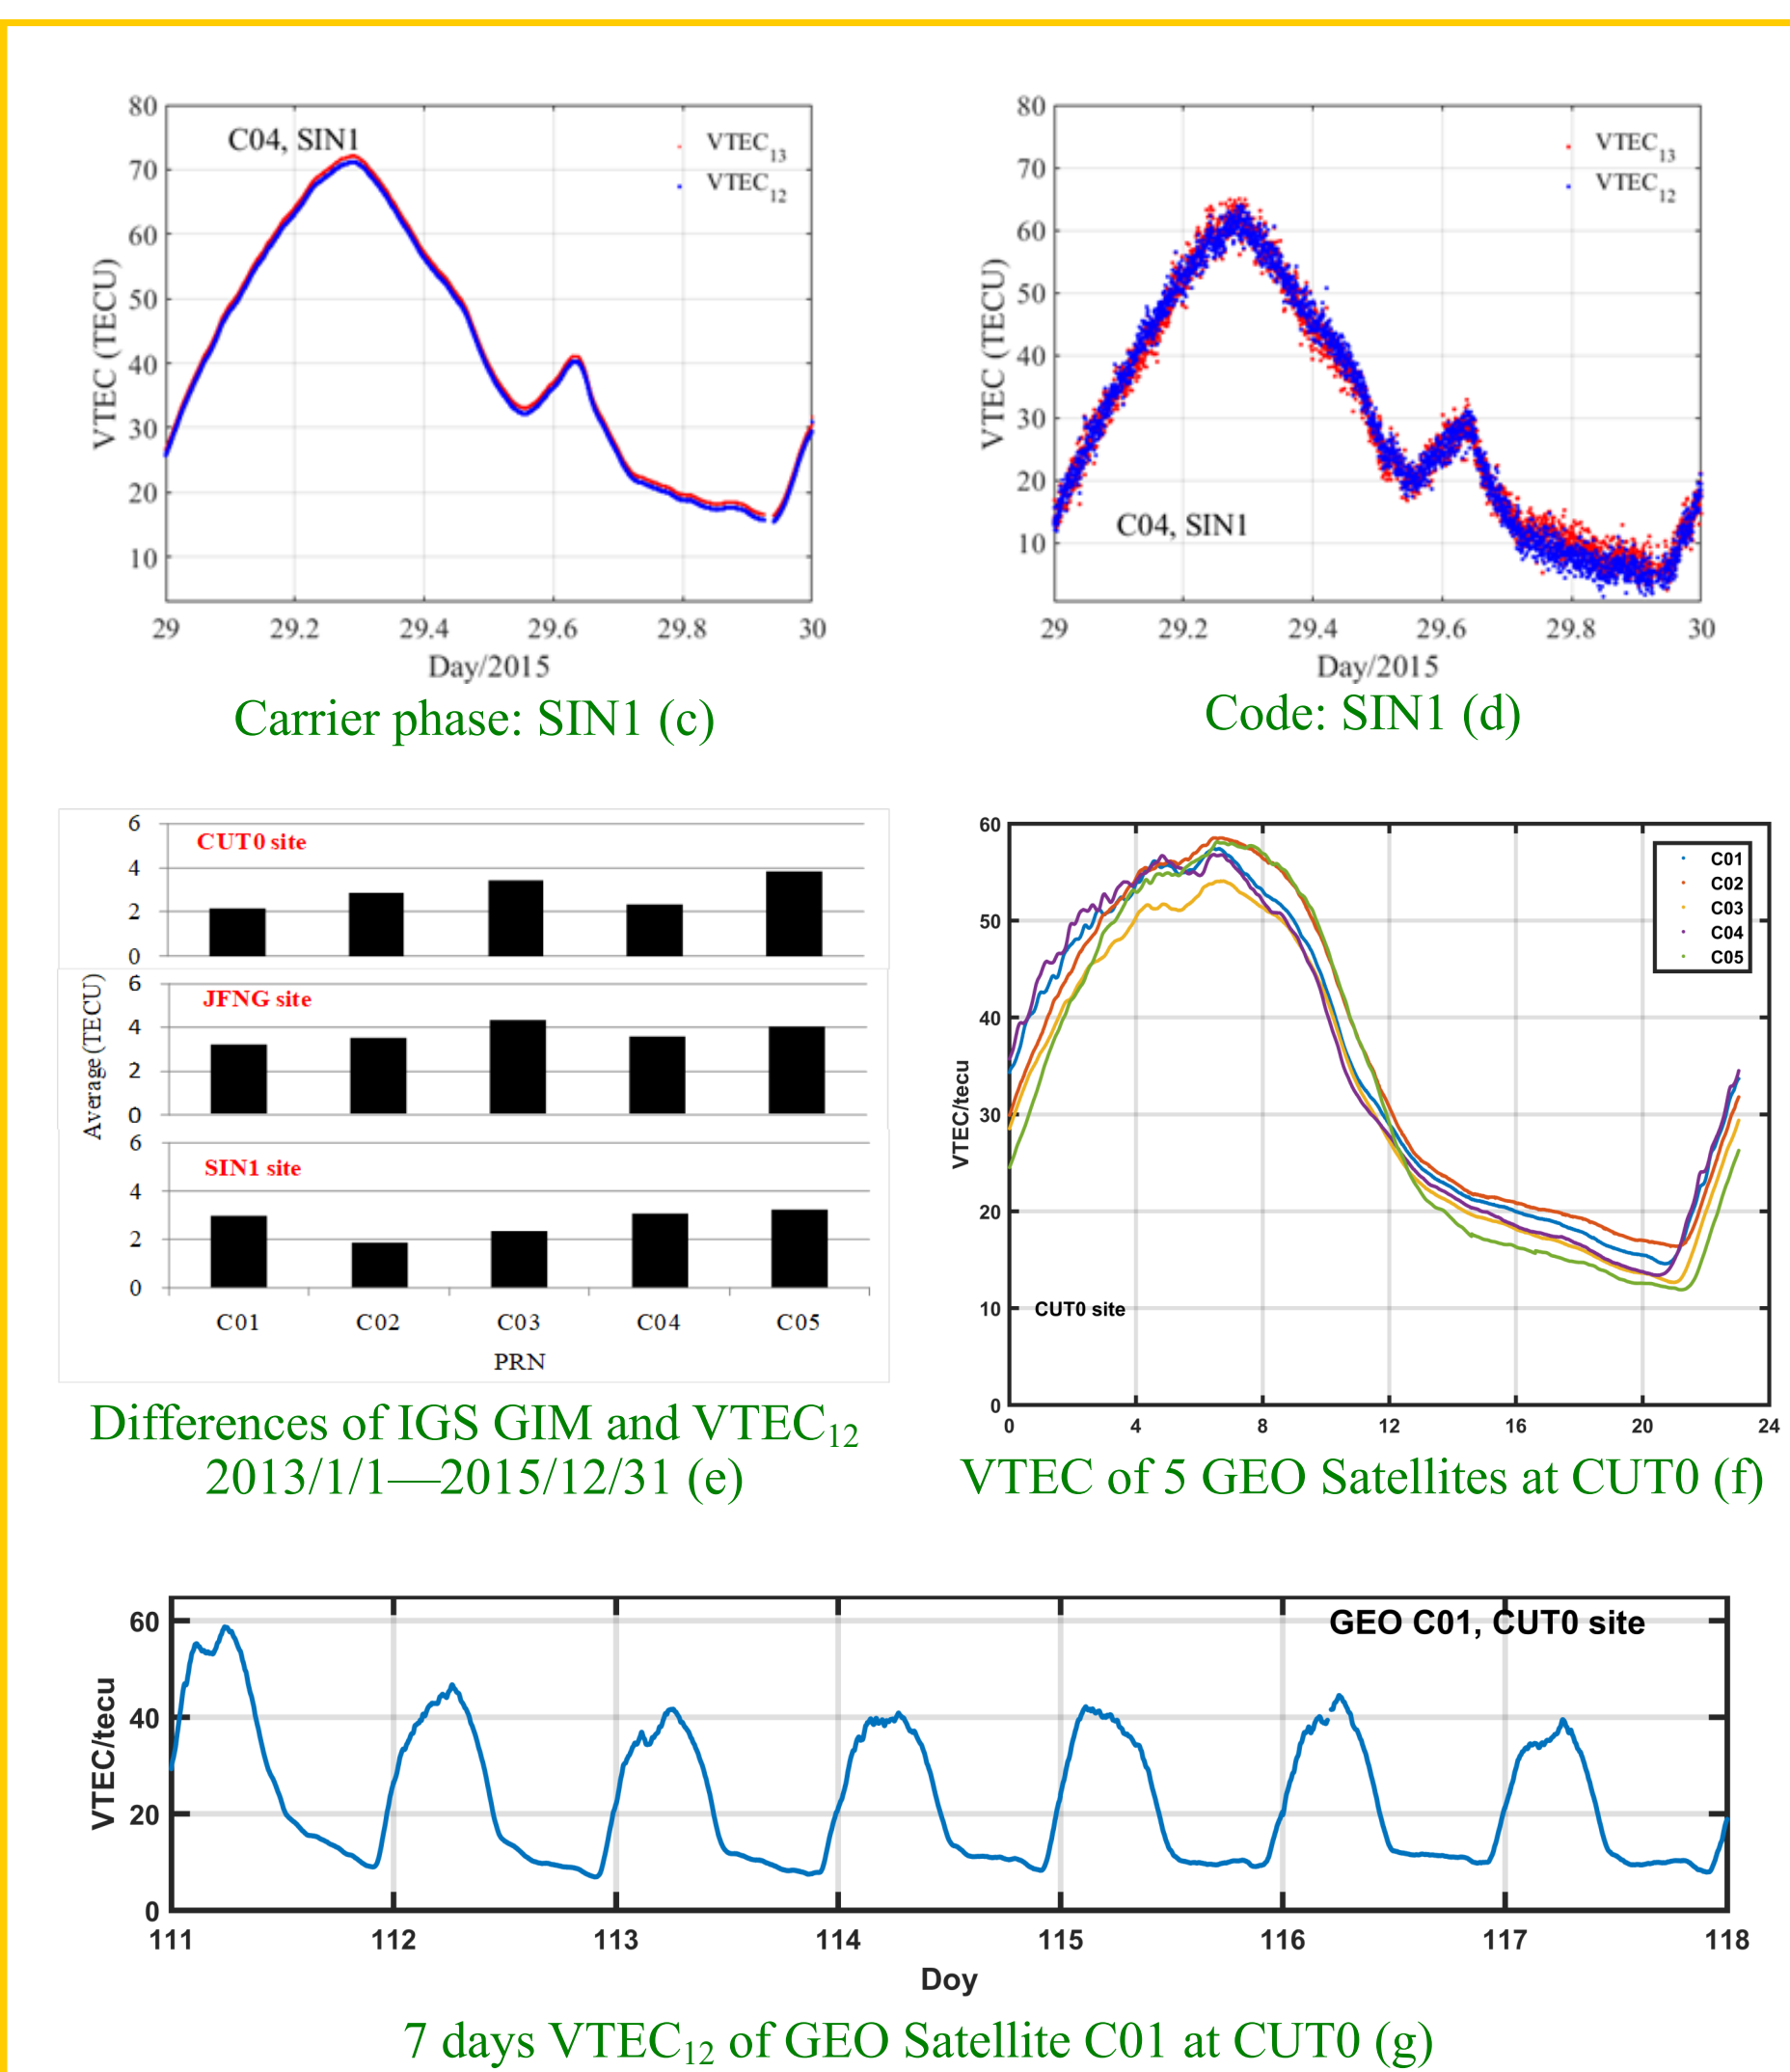 80
70
60
50
40
30
20
10
VTEC (TECU)
C04, SIN1
VTEC13
VTEC12
29 29.2 29.4 29.6 29.8 30
Day/2015
Carrier phase: SIN1 (c)
80
70
60
50
40
30
20
10
VTEC (TECU)
VTEC13
VTEC12
C04, SIN1
29 29.2 29.4 29.6 29.8 30
Day/2015
Code: SIN1 (d)
Average (TECU)
6
CUT0 site
4
2
0
6
JFNG site
4
2
0
6
SIN1 site
4
2
0
C01 C02 C03 C04 C05
PRN
Differences of IGS GIM and VTEC12
2013/1/1—2015/12/31 (e)
60
50
40
30
20
10
0
VTEC/tecu
C01
C02
C03
C04
C05
CUT0 site
0 4 8 12 16 20 24
VTEC of 5 GEO Satellites at CUT0 (f)
GEO C01, CUT0 site
60
40
20
0
VTEC/tecu
111 112 113 114 115 116 117 118
Doy
7 days VTEC12 of GEO Satellite C01 at CUT0 (g)